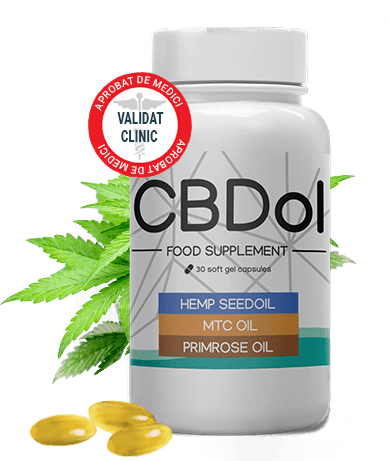 APROBAT DE MEDICI
VALIDAT
CLINIC
APROBAT DE MEDICI
CBDol
FOOD SUPPLEMENT
30 soft gel capsules
HEMP SEEDOIL
MTC OIL
PRIMROSE OIL